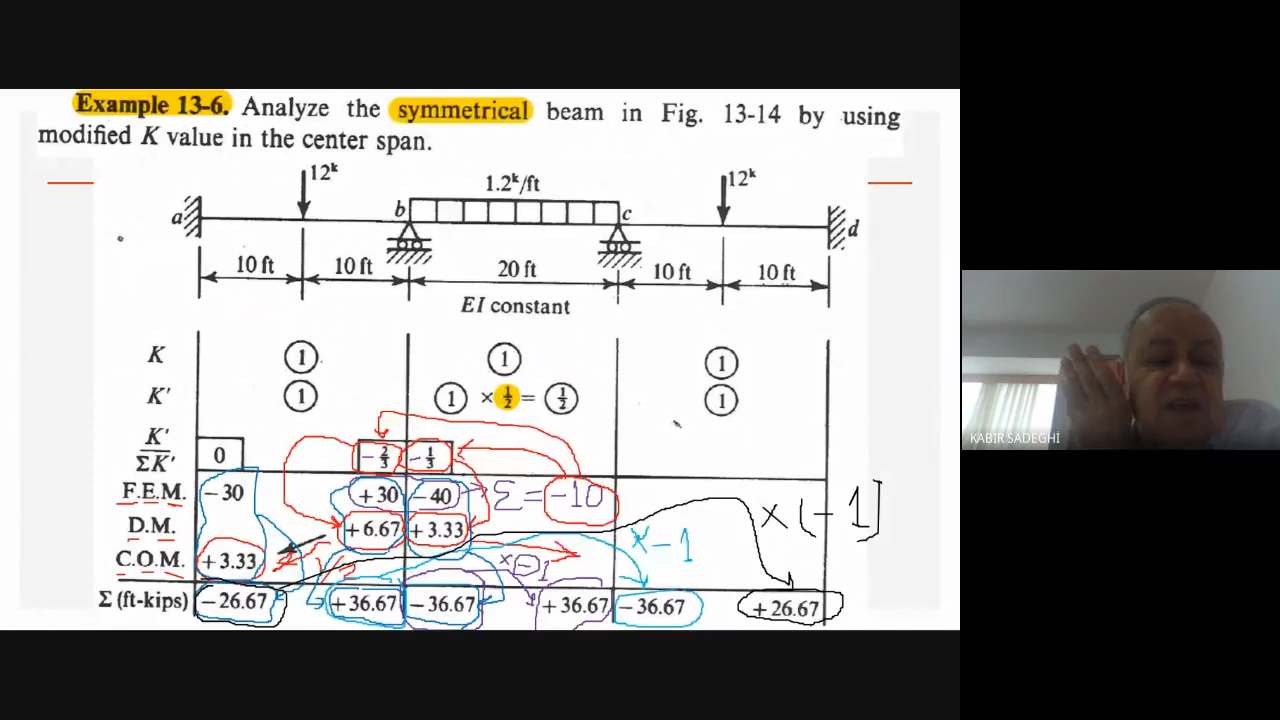 Example 13-6. Analyze the symmetrical beam in Fig. 13-14 by using
modified K value in the center span.
12ᵏ 1.2ᵏ/ft 12ᵏ
a b c d
10 ft 10 ft 20 ft 10 ft 10 ft
EI constant
K 1 1 1
K' 1 1 × 1/2 = 1/2 1
K'/ΣK' 0 -2/3 -1/3
F.E.M. -30 +30 -40 Σ = -10 × (-1)
D.M. +6.67 +3.33 × -1
C.O.M. +3.33 1/2 × -1
Σ (ft-kips) -26.67 +36.67 -36.67 +36.67 -36.67 +26.67
KABIR SADEGHİ